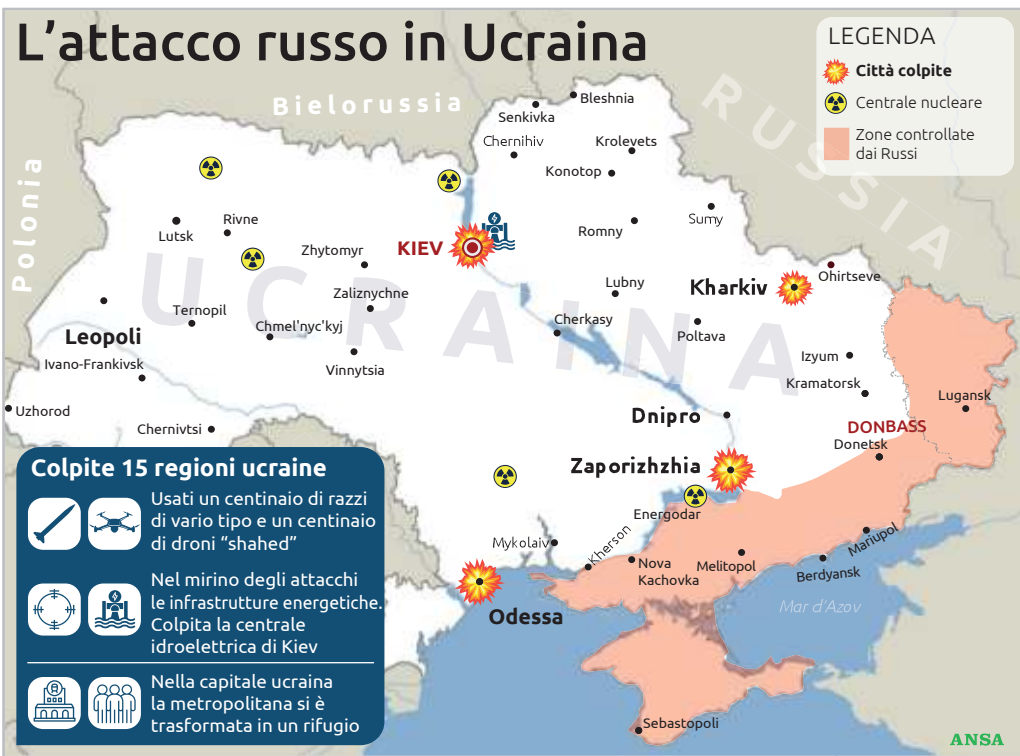 L'attacco russo in Ucraina
LEGENDA
Città colpite
Centrale nucleare
Zone controllate
dai Russi
Bielorussia
Polonia
RUSSIA
UCRAINA
Bleshnia
Senkivka
Chernihiv
Krolevets
Konotop
Sumy
Romny
Rivne
Lutsk
Zhytomyr
KIEV
Kharkiv
Ohirtseve
Lubny
Zaliznychne
Ternopil
Chmel'nyc'kyj
Cherkasy
Poltava
Leopoli
Izyum
Ivano-Frankivsk
Vinnytsia
Kramatorsk
Lugansk
Uzhorod
Dnipro
Chernivtsi
DONBASS
Donetsk
Zaporizhzhia
Energodar
Mykolaiv
Kherson
Nova
Kachovka
Melitopol
Mariupol
Berdyansk
Odessa
Mar d'Azov
Sebastopoli
Colpite 15 regioni ucraine
Usati un centinaio di razzi
di vario tipo e un centinaio
di droni “shahed”
Nel mirino degli attacchi
le infrastrutture energetiche.
Colpita la centrale
idroelettrica di Kiev
Nella capitale ucraina
la metropolitana si è
trasformata in un rifugio
ANSA